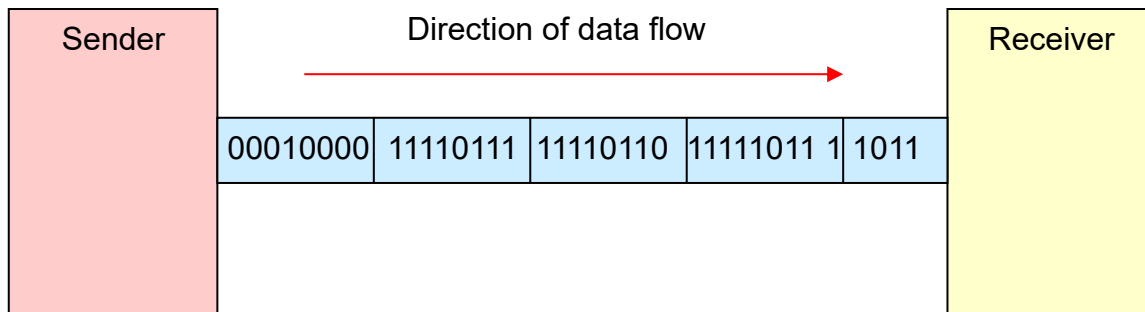 Sender
Direction of data flow
Receiver
00010000 11110111 11110110 11111011 1 1011